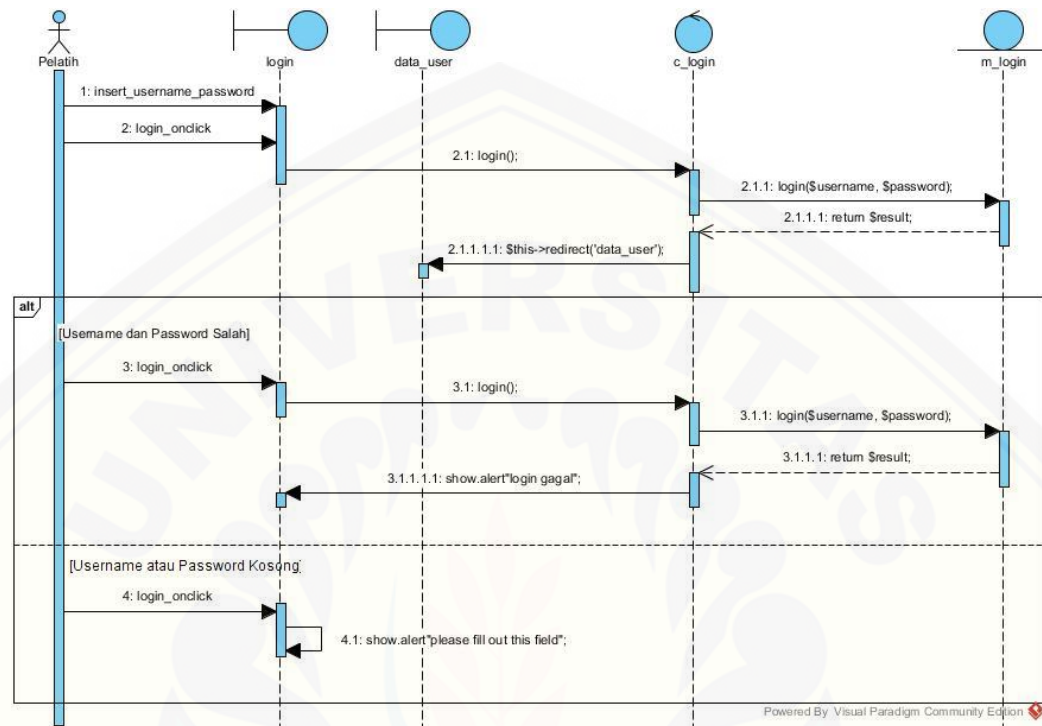 Pelatih
login
data_user
c_login
m_login
1: insert_username_password
2: login_onclick
2.1: login();
2.1.1: login($username, $password);
2.1.1.1: return $result;
2.1.1.1.1: $this->redirect('data_user');
alt
[Username dan Password Salah]
3: login_onclick
3.1: login();
3.1.1: login($username, $password);
3.1.1.1: return $result;
3.1.1.1.1: show.alert"login gagal";
[Username atau Password Kosong]
4: login_onclick
4.1: show.alert"please fill out this field";
Powered By Visual Paradigm Community Edition
UNIVERSITAS